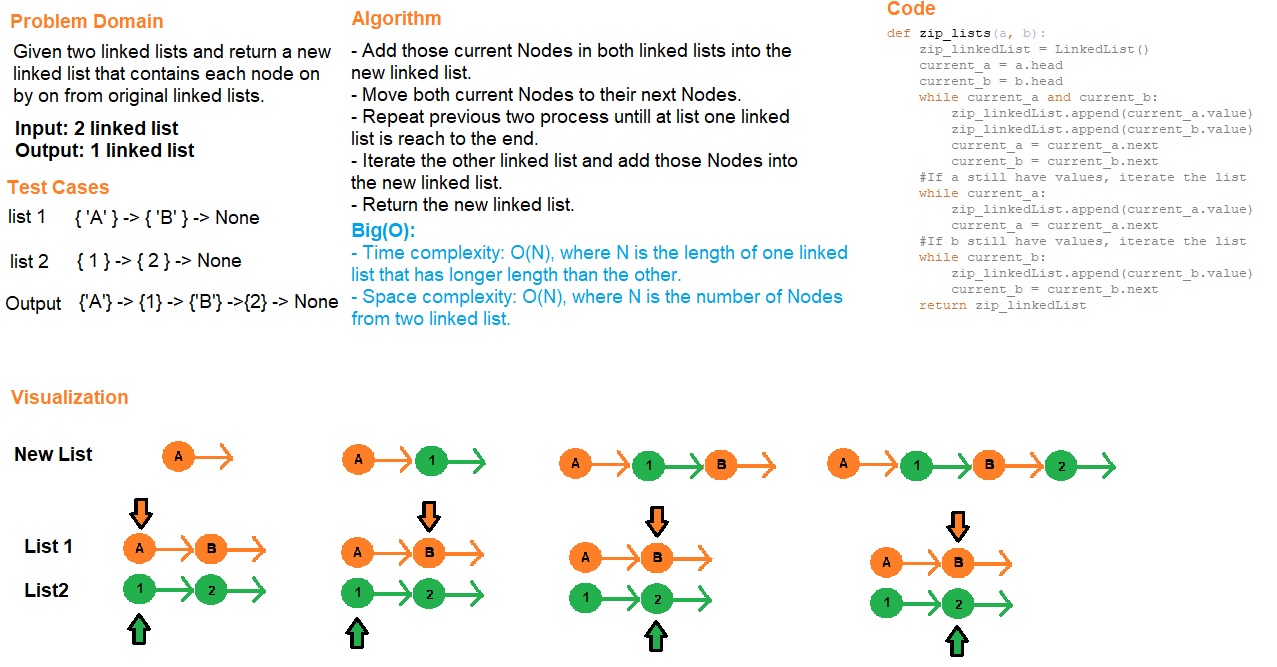 Problem Domain
Given two linked lists and return a new
linked list that contains each node on
by on from original linked lists.
Input: 2 linked list
Output: 1 linked list
Test Cases
list 1 { 'A' } -> { 'B' } -> None
list 2 { 1 } -> { 2 } -> None
Output {'A'} -> {1} -> {'B'} ->{2} -> None
Algorithm
- Add those current Nodes in both linked lists into the
new linked list.
- Move both current Nodes to their next Nodes.
- Repeat previous two process untill at list one linked
list is reach to the end.
- Iterate the other linked list and add those Nodes into
the new linked list.
- Return the new linked list.
Big(O):
- Time complexity: O(N), where N is the length of one linked
list that has longer length than the other.
- Space complexity: O(N), where N is the number of Nodes
from two linked list.
Code
def zip_lists(a, b):
    zip_linkedList = LinkedList()
    current_a = a.head
    current_b = b.head
    while current_a and current_b:
        zip_linkedList.append(current_a.value)
        zip_linkedList.append(current_b.value)
        current_a = current_a.next
        current_b = current_b.next
    #If a still have values, iterate the list
    while current_a:
        zip_linkedList.append(current_a.value)
        current_a = current_a.next
    #If b still have values, iterate the list
    while current_b:
        zip_linkedList.append(current_b.value)
        current_b = current_b.next
    return zip_linkedList
Visualization
New List A A 1 A 1 B A 1 B 2
List 1 A B A B A B A B
List2 1 2 1 2 1 2 1 2